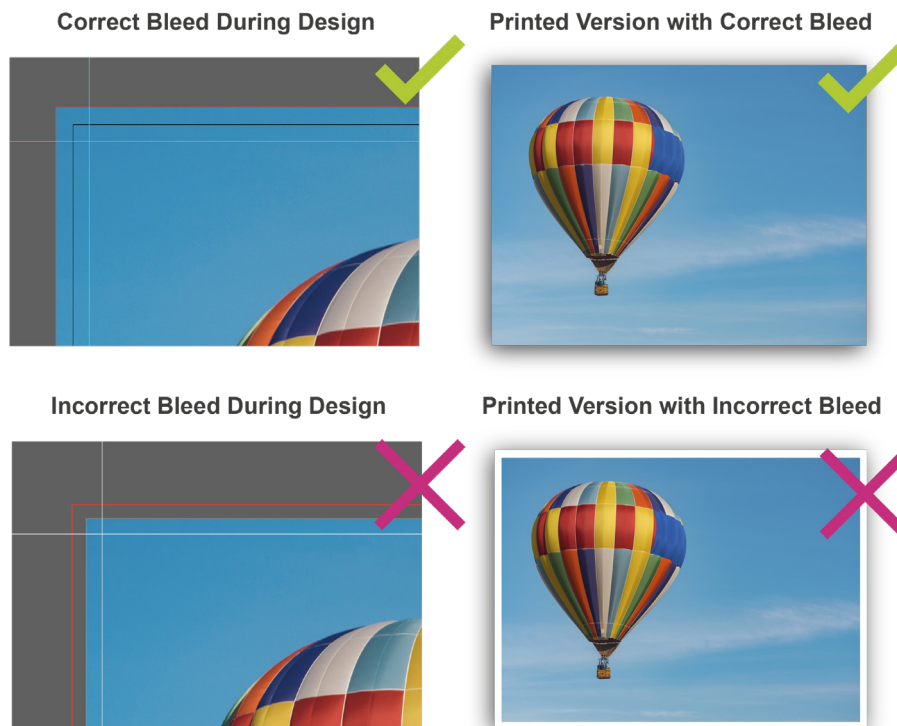 Correct Bleed During Design
Printed Version with Correct Bleed
Incorrect Bleed During Design
Printed Version with Incorrect Bleed